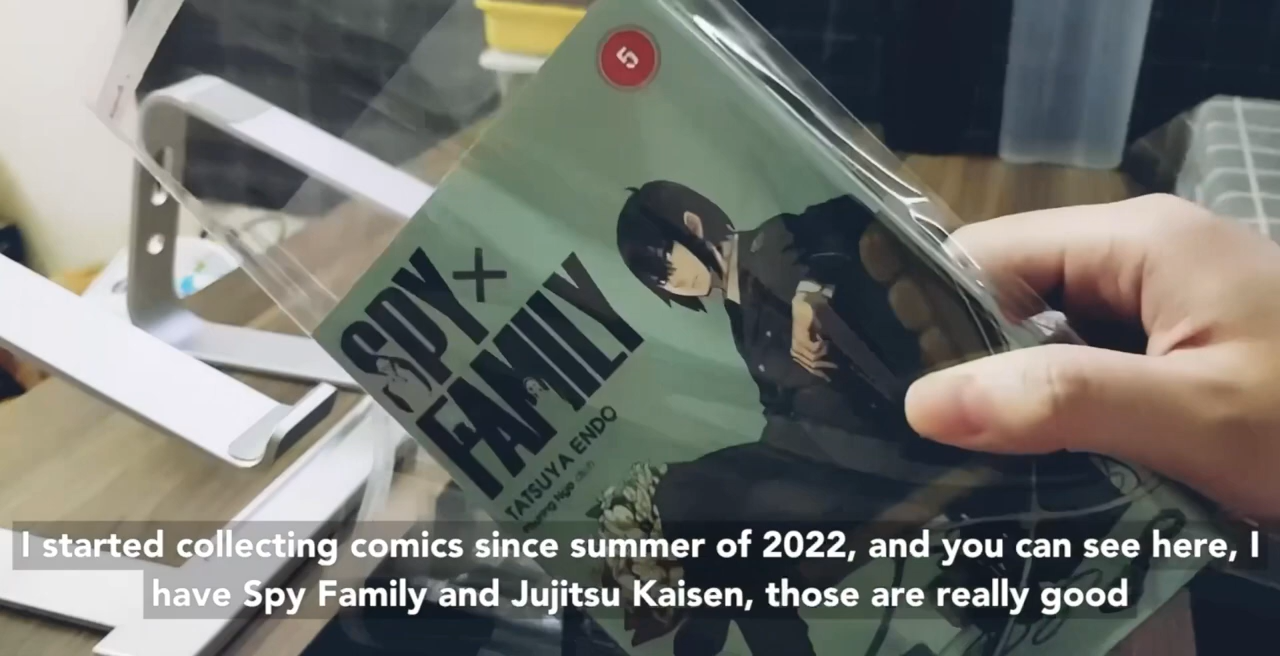 5
SPY×
FAMILY
TATSUYA ENDO
I started collecting comics since summer of 2022, and you can see here, I
have Spy Family and Jujitsu Kaisen, those are really good